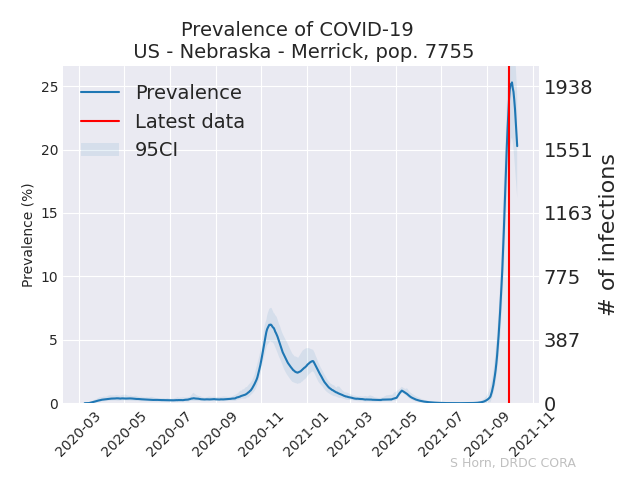 Prevalence of COVID-19
US - Nebraska - Merrick, pop. 7755
Prevalence
Latest data
95CI
Prevalence (%)
25
20
15
10
5
0
1938
1551
1163
775
387
0
# of infections
2020-03
2020-05
2020-07
2020-09
2020-11
2021-01
2021-03
2021-05
2021-07
2021-09
2021-11
S Horn, DRDC CORA